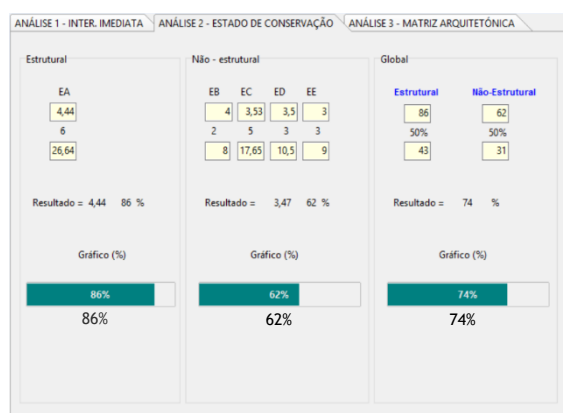 ANÁLISE 1 - INTER. IMEDIATA ANÁLISE 2 - ESTADO DE CONSERVAÇÃO ANÁLISE 3 - MATRIZ ARQUITETÓNICA
Estrutural
EA
4,44
6
26,64
Resultado = 4,44 86 %
Gráfico (%)
86%
86%
Não - estrutural
EB EC ED EE
4 3,53 3,5 3
2 5 3 3
8 17,65 10,5 9
Resultado = 3,47 62 %
Gráfico (%)
62%
62%
Global
Estrutural Não-Estrutural
86 62
50% 50%
43 31
Resultado = 74 %
Gráfico (%)
74%
74%